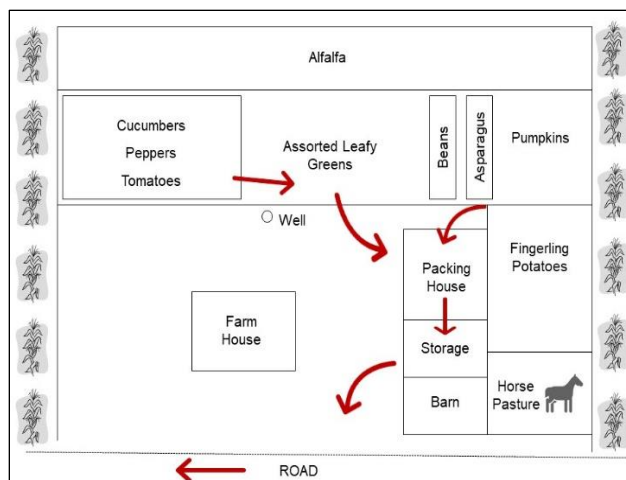 Alfalfa
Cucumbers
Peppers
Tomatoes
Assorted Leafy
Greens
Beans
Asparagus
Pumpkins
Well
Packing
House
Fingerling
Potatoes
Farm
House
Storage
Barn
Horse
Pasture
ROAD